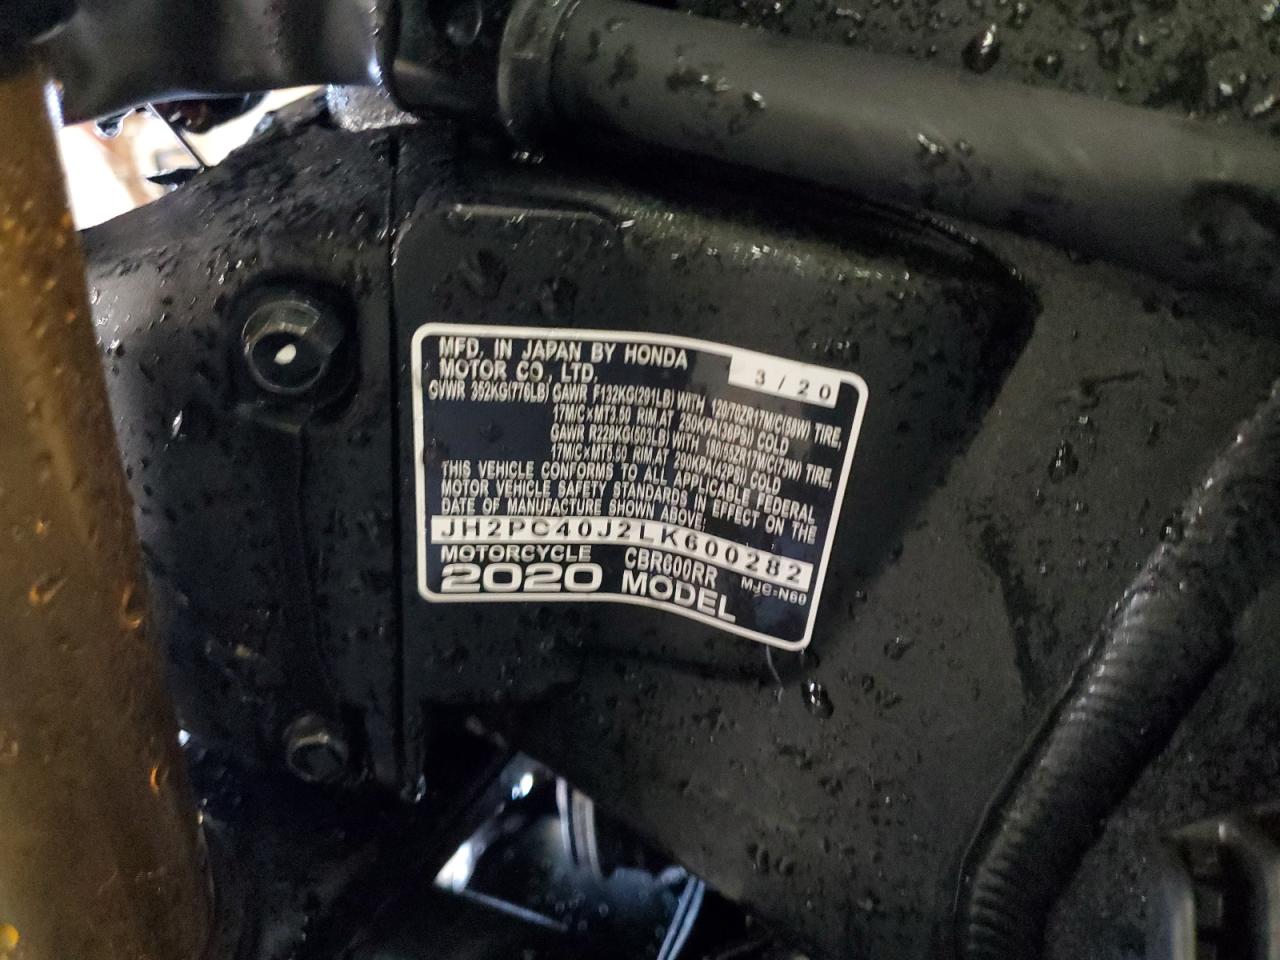 MFD. IN JAPAN BY HONDA
MOTOR CO., LTD.
3/20
GVWR 352KG(776LB) GAWR F132KG(291LB) WITH 120/70ZR17M/C(58W) TIRE,
17M/C×MT3.50 RIM, AT 250KPA(36PSI) COLD
GAWR R228KG(503LB) WITH 180/55ZR17M/C(73W) TIRE,
17M/C×MT5.50 RIM, AT 290KPA(42PSI) COLD
THIS VEHICLE CONFORMS TO ALL APPLICABLE FEDERAL
MOTOR VEHICLE SAFETY STANDARDS IN EFFECT ON THE
DATE OF MANUFACTURE SHOWN ABOVE.
JH2PC40J2LK600282
MOTORCYCLE CBR600RR MJC-N60
2020 MODEL